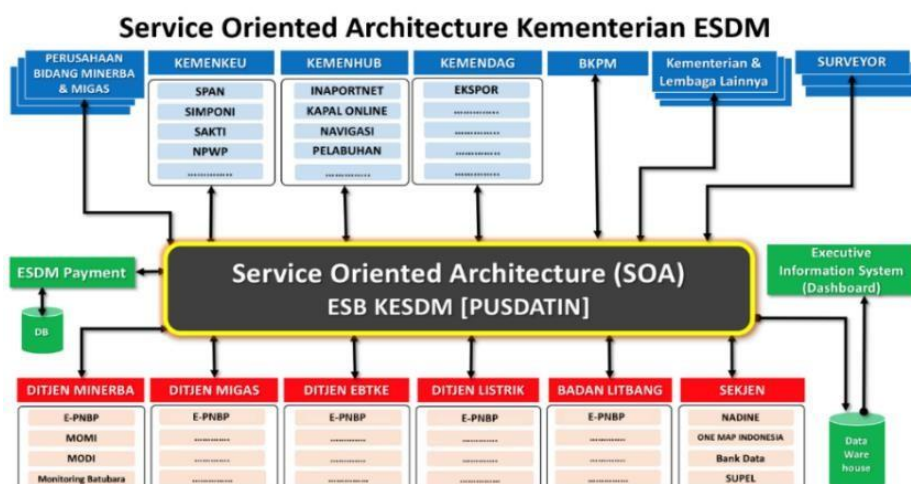 Service Oriented Architecture Kementerian ESDM
PERUSAHAAN
BIDANG MINERBA
& MIGAS
KEMENKEU
SPAN
SIMPONI
SAKTI
NPWP
..............
KEMENHUB
INAPORTNET
KAPAL ONLINE
NAVIGASI
PELABUHAN
..............
KEMENDAG
EKSPOR
..............
..............
..............
..............
BKPM
Kementerian &
Lembaga Lainnya
SURVEYOR
ESDM Payment
DB
Service Oriented Architecture (SOA)
ESB KESDM [PUSDATIN]
Executive
Information System
(Dashboard)
DITJEN MINERBA
E-PNBP
MOMI
MODI
Monitoring Batubara
DITJEN MIGAS
E-PNBP
..............
..............
..............
DITJEN EBTKE
E-PNBP
..............
..............
..............
DITJEN LISTRIK
E-PNBP
..............
..............
..............
BADAN LITBANG
E-PNBP
..............
..............
..............
SEKJEN
NADINE
ONE MAP INDONESIA
Bank Data
SUPEL
Data
Ware
house